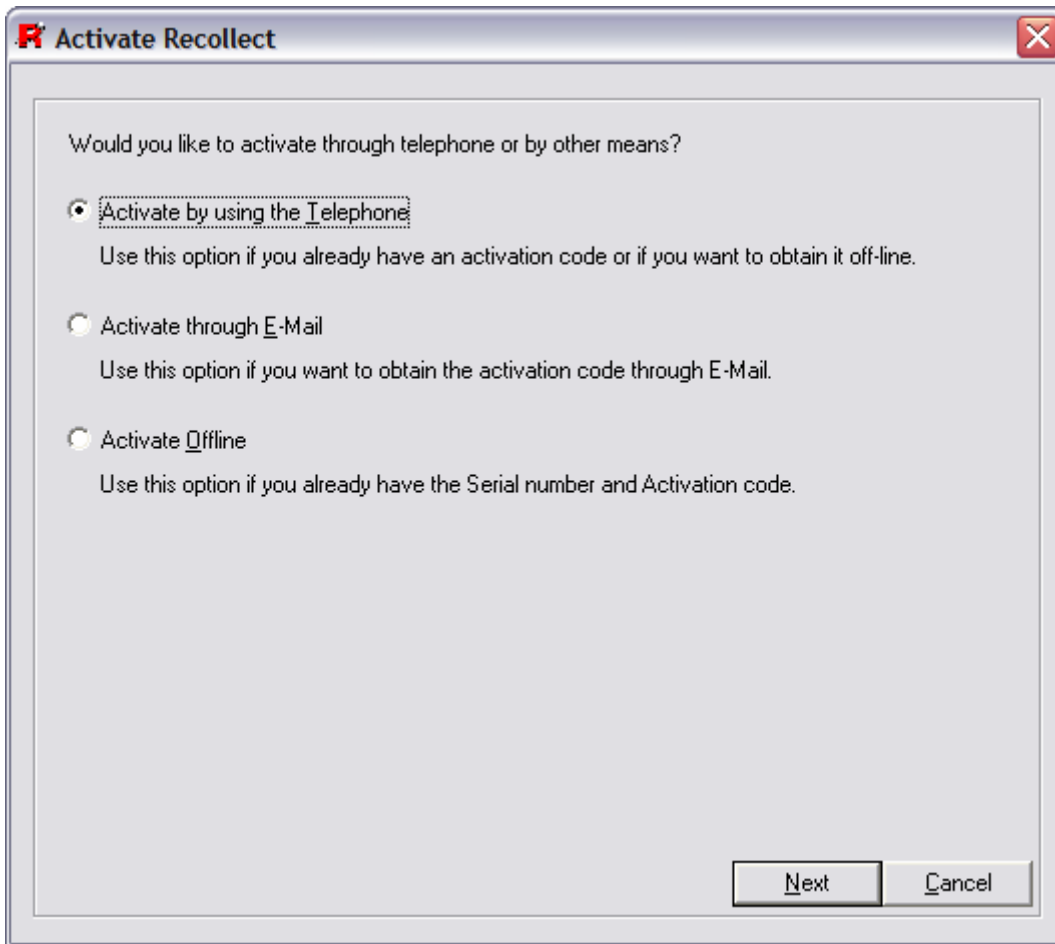 Activate Recollect
Would you like to activate through telephone or by other means?
Activate by using the Telephone
Use this option if you already have an activation code or if you want to obtain it off-line.
Activate through E-Mail
Use this option if you want to obtain the activation code through E-Mail.
Activate Offline
Use this option if you already have the Serial number and Activation code.
Next Cancel